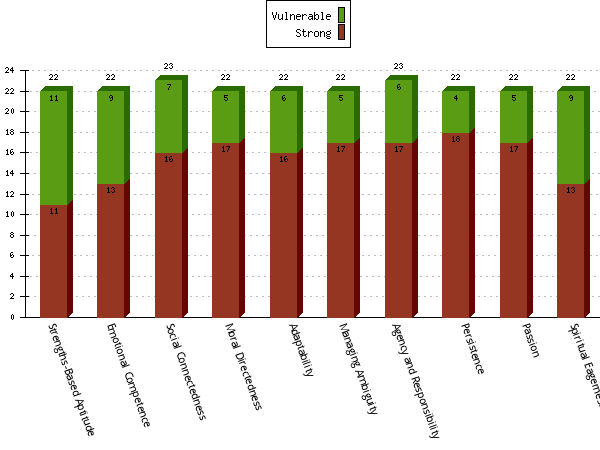 Vulnerable
Strong
24
22
20
18
16
14
12
10
8
6
4
2
0
22 22 23 22 22 22 23 22 22 22
11 9 7 5 6 5 6 4 5 9
11 13 16 17 16 17 17 18 17 13
Strengths-Based Aptitude
Emotional Competence
Social Connectedness
Moral Directedness
Adaptability
Managing Ambiguity
Agency and Responsibility
Persistence
Passion
Spiritual Eagerness